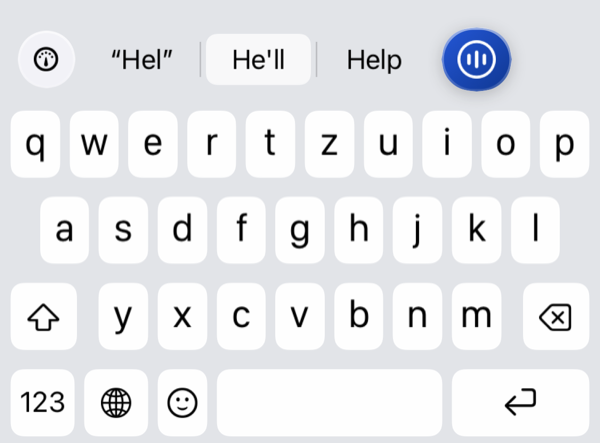 “Hel” He'll Help
q w e r t z u i o p
a s d f g h j k l
y x c v b n m
123